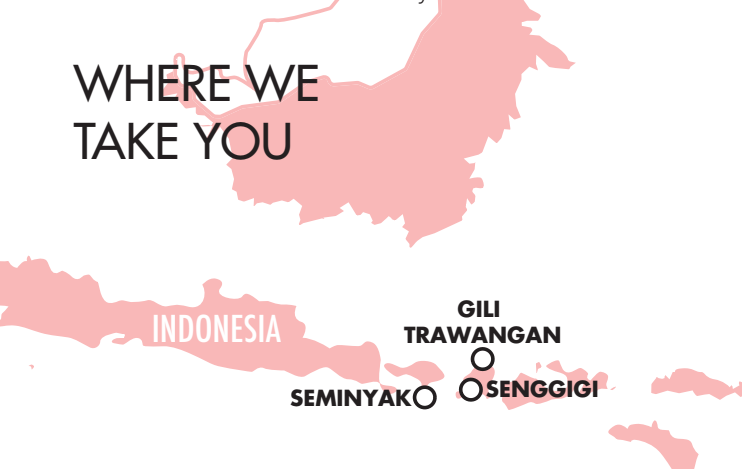 WHERE WE
TAKE YOU
INDONESIA
GILI
TRAWANGAN
SEMINYAK
SENGGIGI